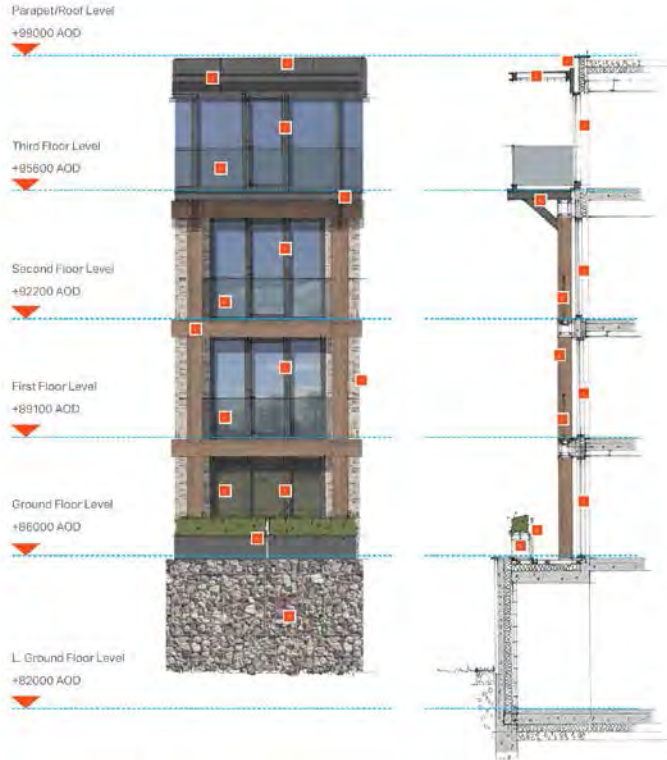 Parapet/Roof Level
+99000 AOD
Third Floor Level
+95600 AOD
Second Floor Level
+92200 AOD
First Floor Level
+89100 AOD
Ground Floor Level
+86000 AOD
L. Ground Floor Level
+82000 AOD